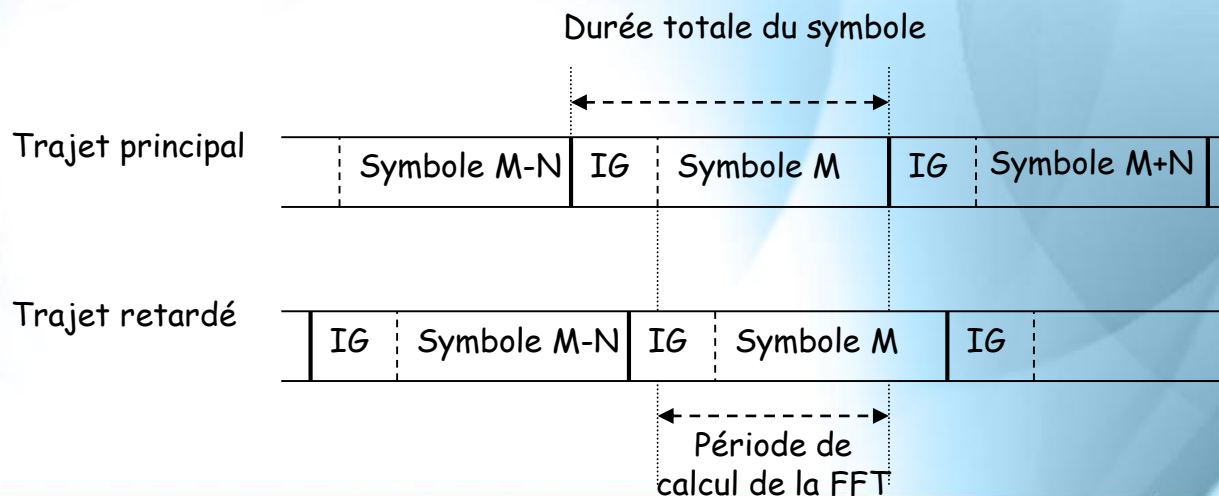 Durée totale du symbole
Trajet principal
Symbole M-N IG Symbole M IG Symbole M+N
Trajet retardé
IG Symbole M-N IG Symbole M IG
Période de
calcul de la FFT